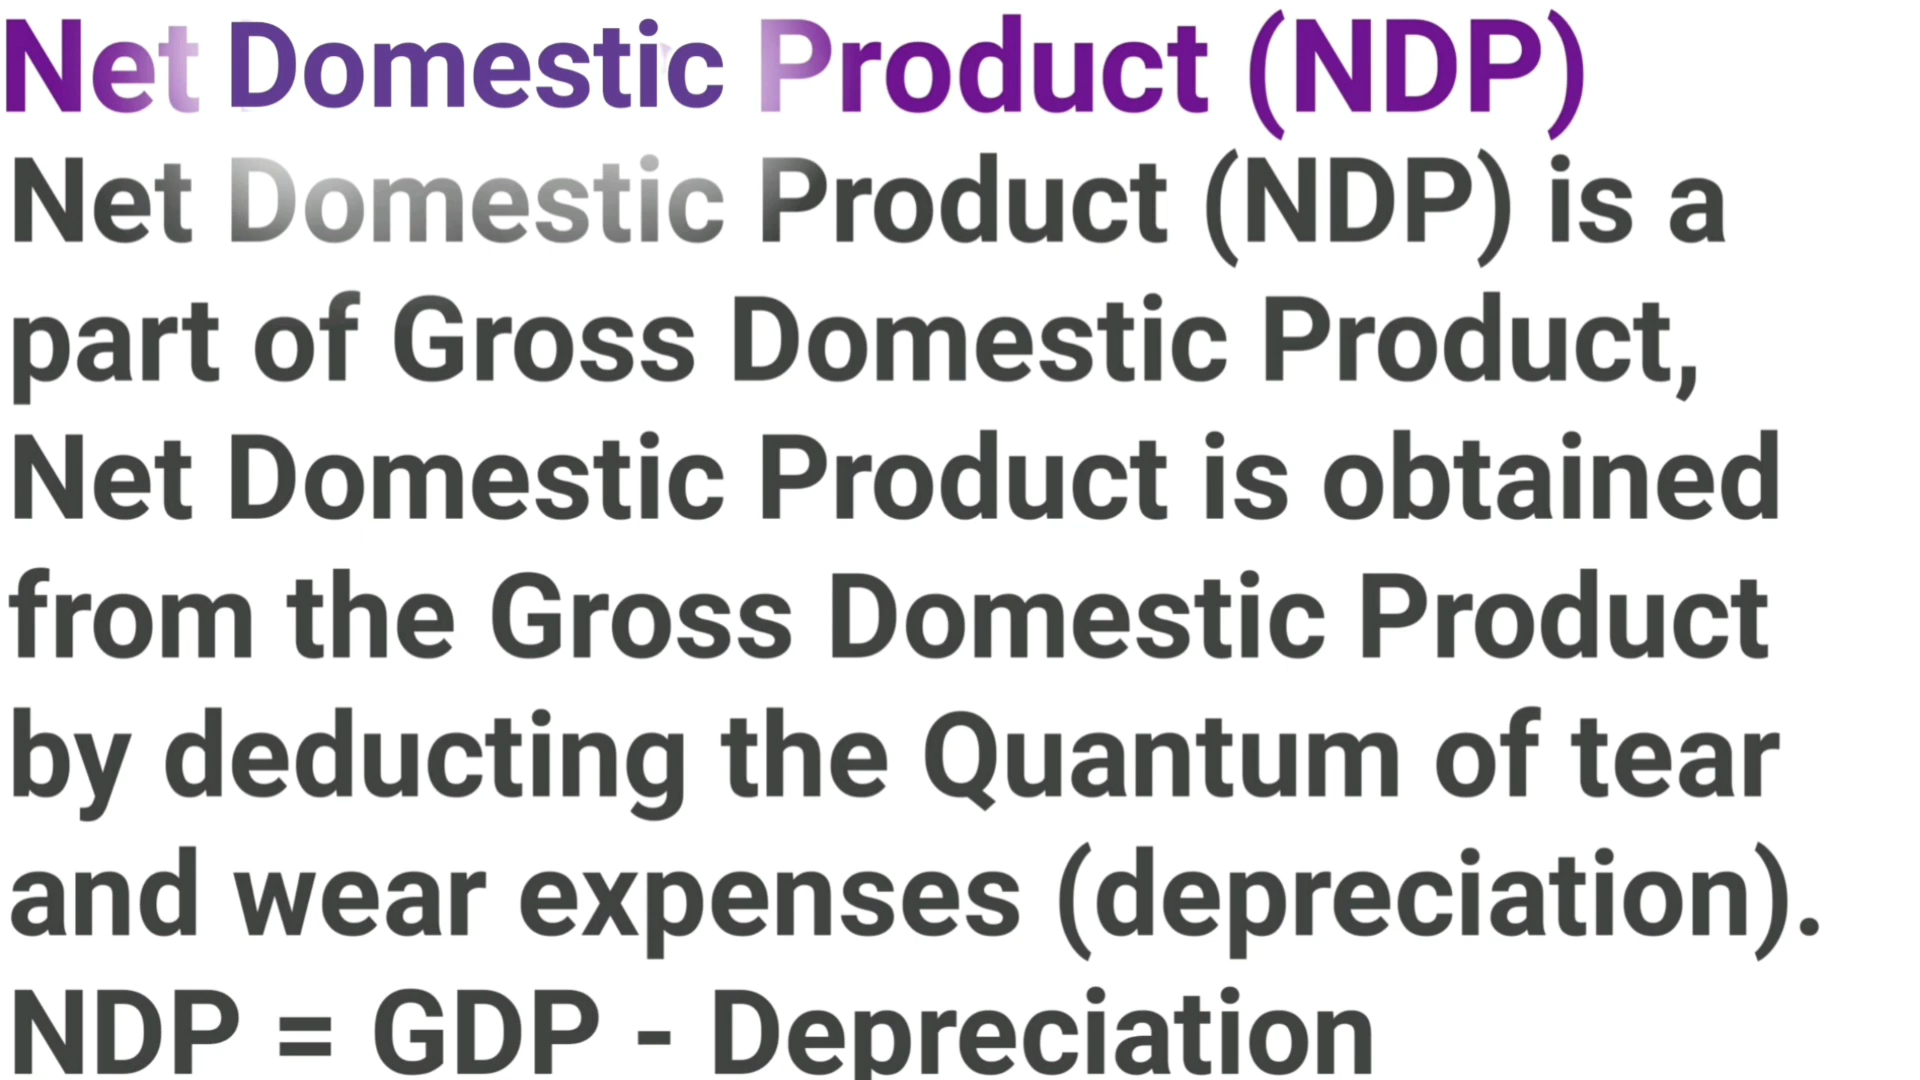 Net Domestic Product (NDP)
Net Domestic Product (NDP) is a
part of Gross Domestic Product,
Net Domestic Product is obtained
from the Gross Domestic Product
by deducting the Quantum of tear
and wear expenses (depreciation).
NDP = GDP - Depreciation